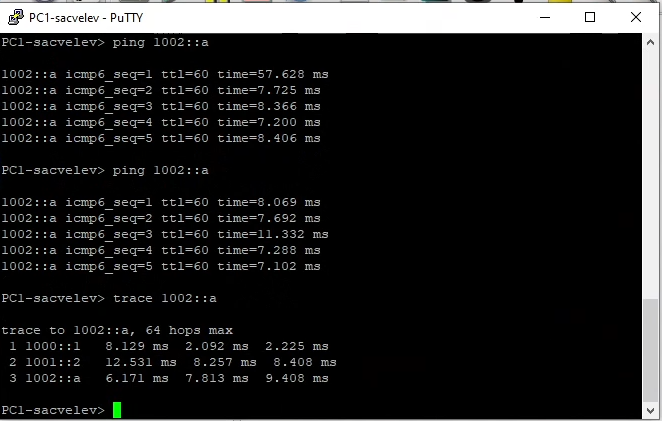 PC1-sacvelev - PuTTY
PC1-sacvelev> ping 1002::a
1002::a icmp6_seq=1 ttl=60 time=57.628 ms
1002::a icmp6_seq=2 ttl=60 time=7.725 ms
1002::a icmp6_seq=3 ttl=60 time=8.366 ms
1002::a icmp6_seq=4 ttl=60 time=7.200 ms
1002::a icmp6_seq=5 ttl=60 time=8.406 ms
PC1-sacvelev> ping 1002::a
1002::a icmp6_seq=1 ttl=60 time=8.069 ms
1002::a icmp6_seq=2 ttl=60 time=7.692 ms
1002::a icmp6_seq=3 ttl=60 time=11.332 ms
1002::a icmp6_seq=4 ttl=60 time=7.288 ms
1002::a icmp6_seq=5 ttl=60 time=7.102 ms
PC1-sacvelev> trace 1002::a
trace to 1002::a, 64 hops max
1 1000::1   8.129 ms  2.092 ms  2.225 ms
2 1001::2   12.531 ms  8.257 ms  8.408 ms
3 1002::a   6.171 ms  7.813 ms  9.408 ms
PC1-sacvelev>